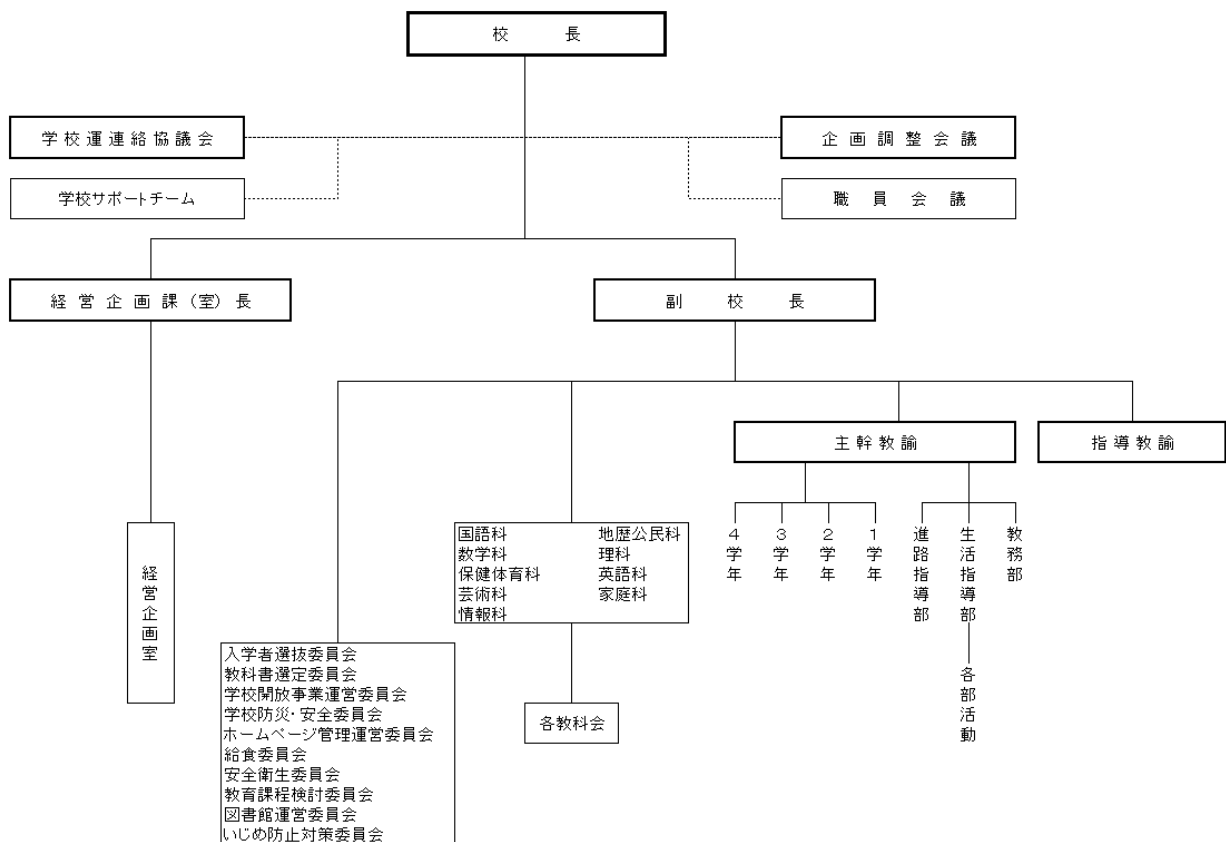 校長
学校運連絡協議会
企画調整会議
学校サポートチーム
職員会議
経営企画課（室）長
副校長
主幹教諭
指導教諭
経営企画室
国語科
地歴公民科
数学科
理科
保健体育科
英語科
芸術科
家庭科
情報科
4学年
3学年
2学年
1学年
進路指導部
生活指導部
教務部
各部活動
各教科会
入学者選抜委員会
教科書選定委員会
学校開放事業運営委員会
学校防災・安全委員会
ホームページ管理運営委員会
給食委員会
安全衛生委員会
教育課程検討委員会
図書館運営委員会
いじめ防止対策委員会